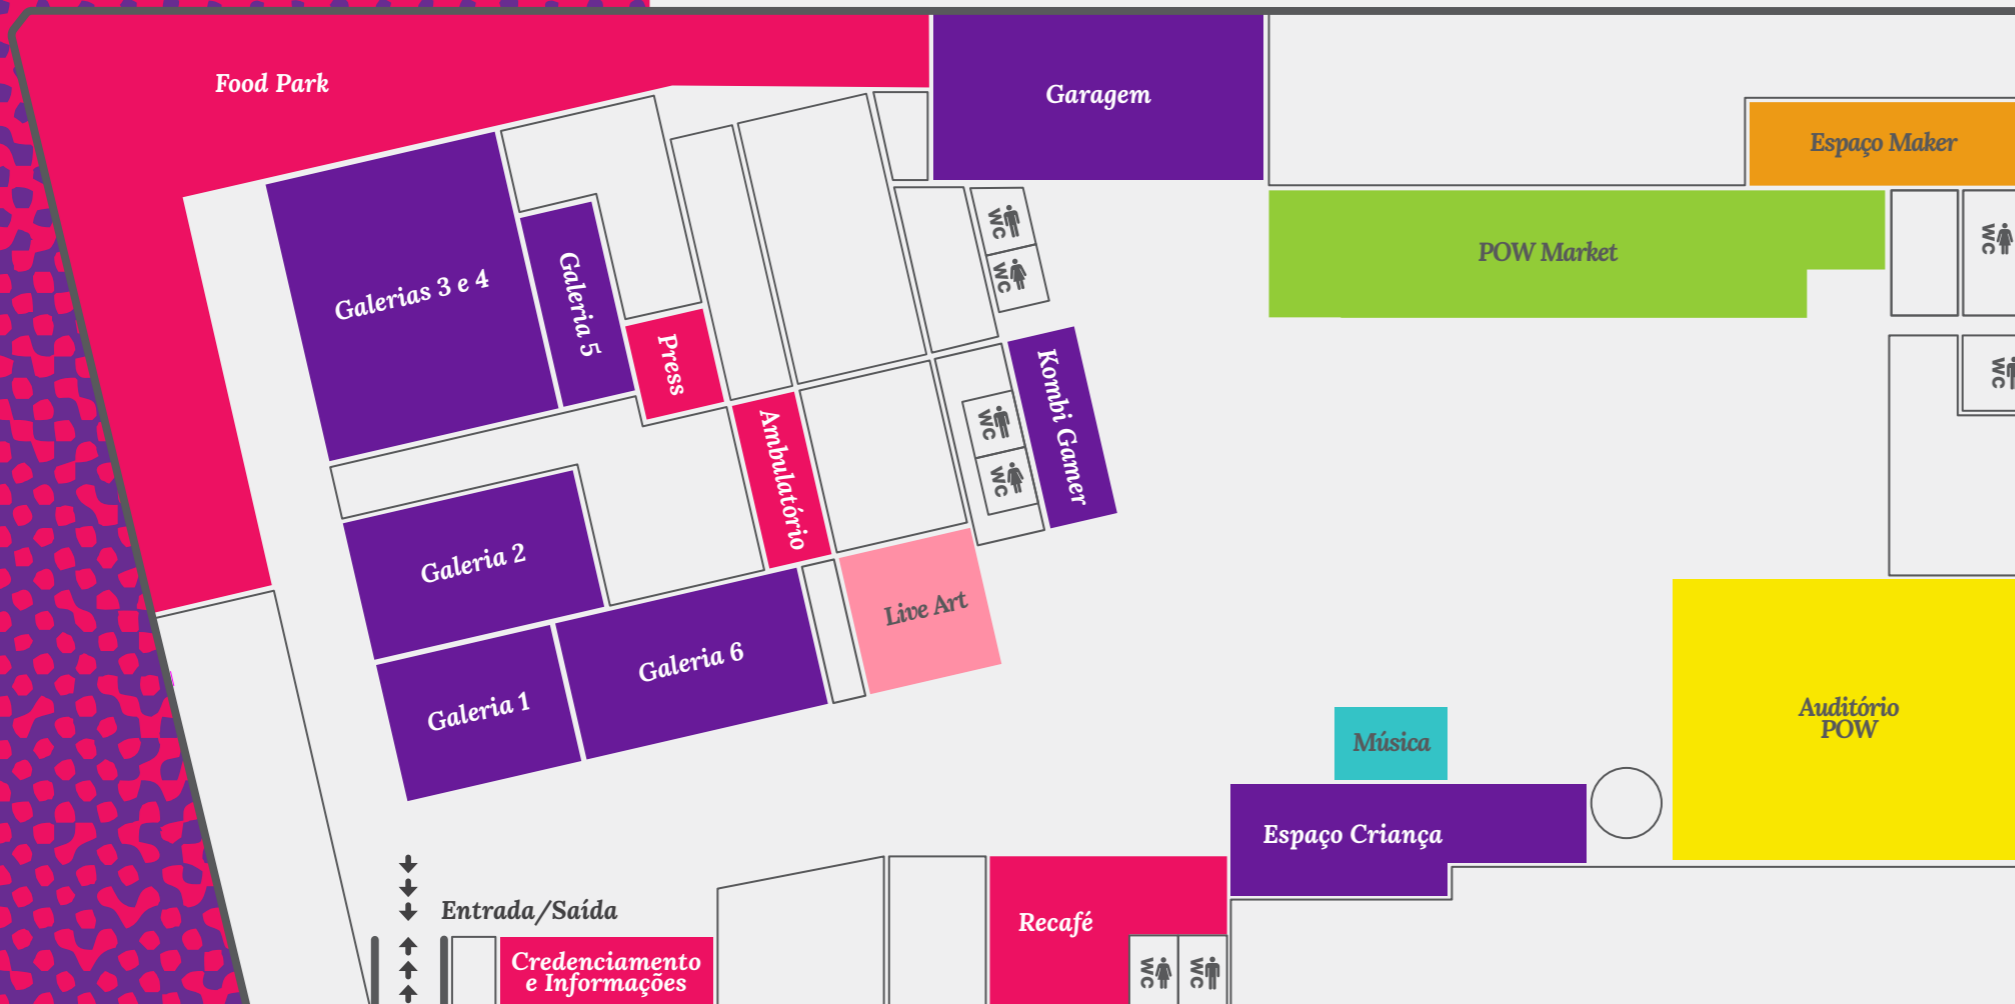 Food Park
Garagem
Espaço Maker
POW Market
Galerias 3 e 4
Galeria 5
Press
WC
WC
WC
WC
Kombi Gamer
Ambulatório
WC
WC
Galeria 2
Live Art
Galeria 6
Galeria 1
Auditório
POW
Música
Espaço Criança
Entrada/Saída
Recafé
Credenciamento
e Informações
WC
WC